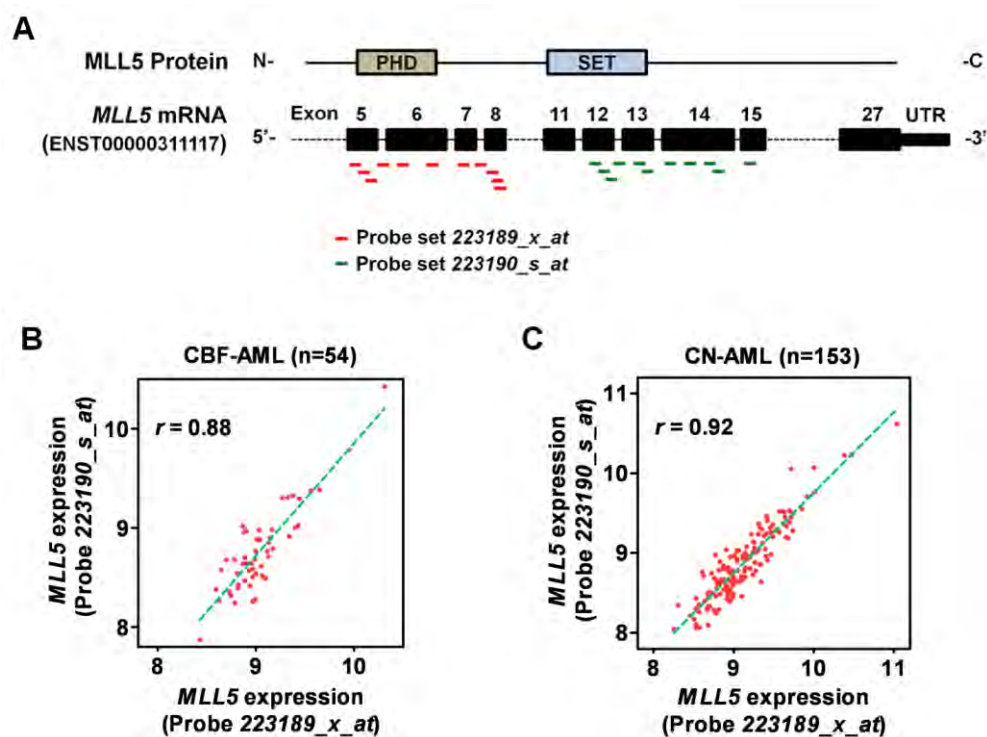 A
MLL5 Protein N- PHD SET -C
MLL5 mRNA Exon 5 6 7 8 11 12 13 14 15 27 UTR
(ENST00000311117) 5'- -3'
Probe set 223189_x_at
Probe set 223190_s_at
B
CBF-AML (n=54)
r = 0.88
MLL5 expression
(Probe 223190_s_at)
10
9
8
8 9 10
MLL5 expression
(Probe 223189_x_at)
C
CN-AML (n=153)
r = 0.92
MLL5 expression
(Probe 223190_s_at)
11
10
9
8
8 9 10 11
MLL5 expression
(Probe 223189_x_at)